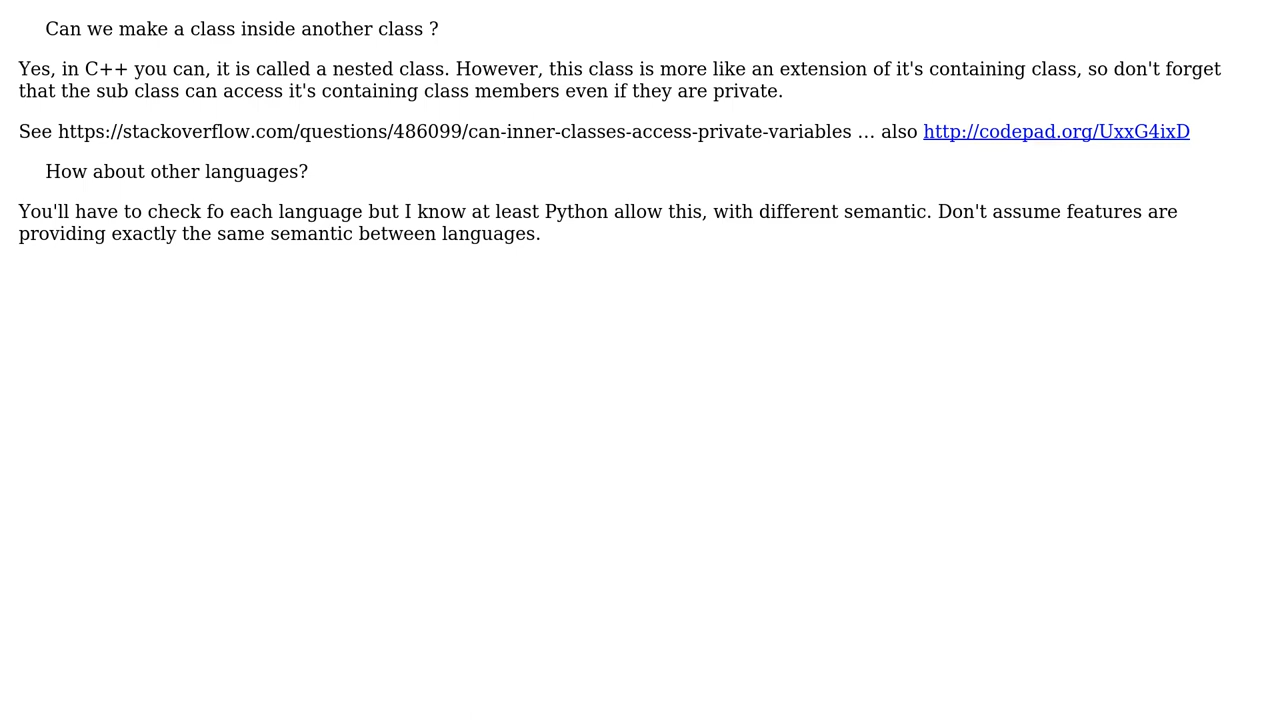 Can we make a class inside another class ?
Yes, in C++ you can, it is called a nested class. However, this class is more like an extension of it's containing class, so don't forget
that the sub class can access it's containing class members even if they are private.
See https://stackoverflow.com/questions/486099/can-inner-classes-access-private-variables ... also http://codepad.org/UxxG4ixD
How about other languages?
You'll have to check fo each language but I know at least Python allow this, with different semantic. Don't assume features are
providing exactly the same semantic between languages.